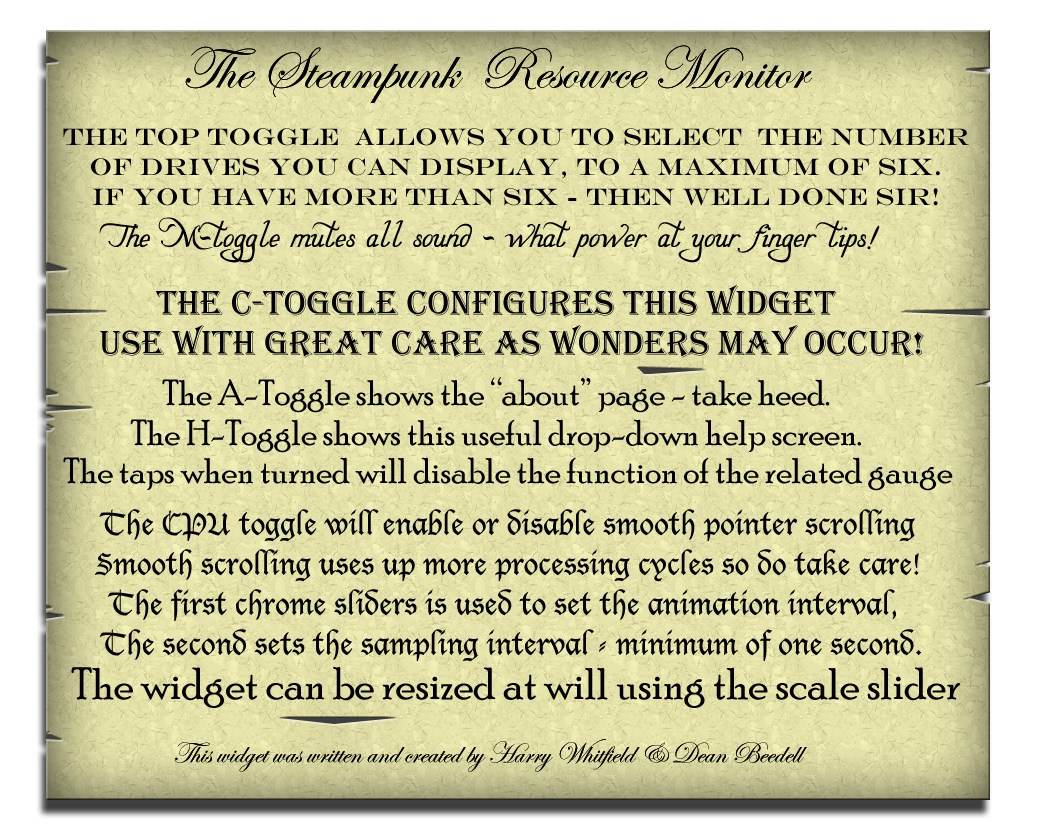 The Steampunk Resource Monitor
THE TOP TOGGLE ALLOWS YOU TO SELECT THE NUMBER
OF DRIVES YOU CAN DISPLAY, TO A MAXIMUM OF SIX.
IF YOU HAVE MORE THAN SIX - THEN WELL DONE SIR!
The M-toggle mutes all sound - what power at your finger tips!
THE C-TOGGLE CONFIGURES THIS WIDGET
USE WITH GREAT CARE AS WONDERS MAY OCCUR!
The A-Toggle shows the “about” page - take heed.
The H-Toggle shows this useful drop-down help screen.
The taps when turned will disable the function of the related gauge
The CPU toggle will enable or disable smooth pointer scrolling
Smooth scrolling uses up more processing cycles so do take care!
The first chrome sliders is used to set the animation interval,
The second sets the sampling interval - minimum of one second.
The widget can be resized at will using the scale slider
This widget was written and created by Harry Whitfield & Dean Beedell